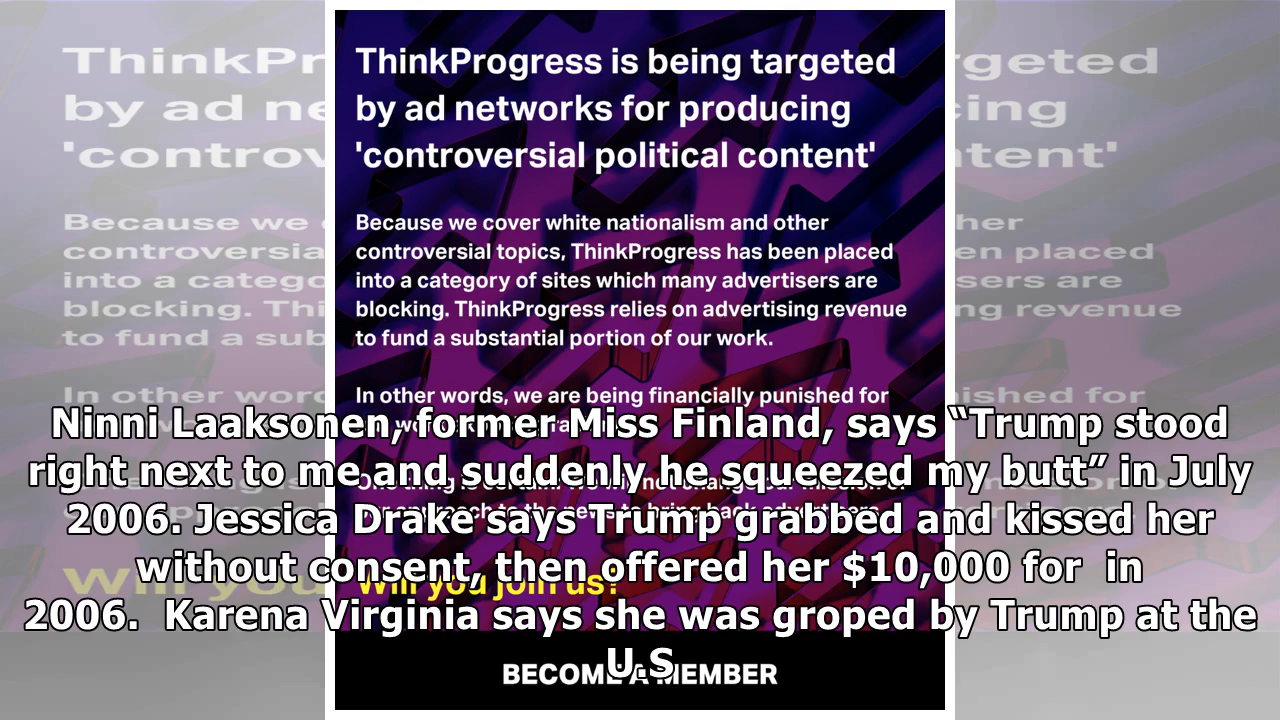 ThinkProgress is being targeted
by ad networks for producing
'controversial political content'
Because we cover white nationalism and other
controversial topics, ThinkProgress has been placed
into a category of sites which many advertisers are
blocking. ThinkProgress relies on advertising revenue
to fund a substantial portion of our work.
In other words, we are being financially punished for
Will you join us?
BECOME A MEMBER
Ninni Laaksonen, former Miss Finland, says “Trump stood
right next to me and suddenly he squeezed my butt” in July
2006. Jessica Drake says Trump grabbed and kissed her
without consent, then offered her $10,000 for  in
2006.  Karena Virginia says she was groped by Trump at the
U.S